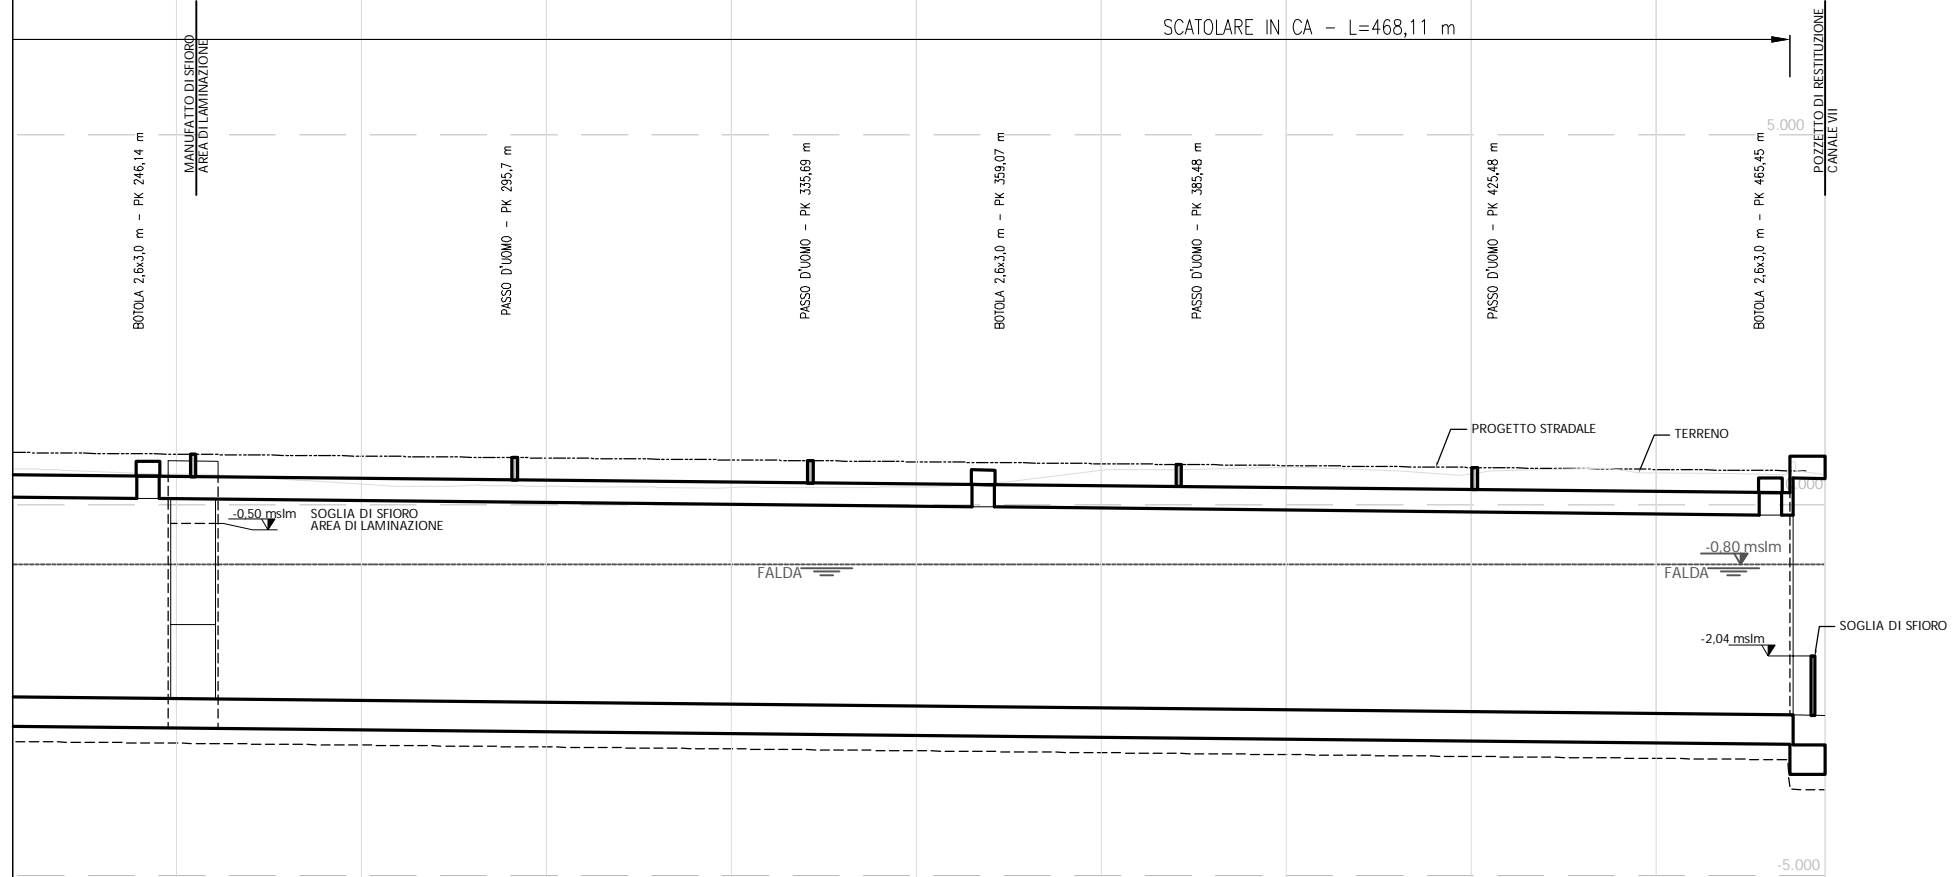 SCATOLARE IN CA - L=468,11 m
MANUFATTO DI SFIORO
AREA DI LAMINAZIONE
POZZETTO DI RESTITUZIONE
CANALE VII
5.000
BOTOLA 2,6x3,0 m - PK 246,14 m
PASSO D'UOMO - PK 295,7 m
PASSO D'UOMO - PK 335,69 m
BOTOLA 2,6x3,0 m - PK 359,07 m
PASSO D'UOMO - PK 385,48 m
PASSO D'UOMO - PK 425,48 m
BOTOLA 2,6x3,0 m - PK 465,45 m
PROGETTO STRADALE
TERRENO
0.000
-0,50 mslm
SOGLIA DI SFIORO
AREA DI LAMINAZIONE
-0,80 mslm
FALDA
FALDA
SOGLIA DI SFIORO
-2,04 mslm
-5.000